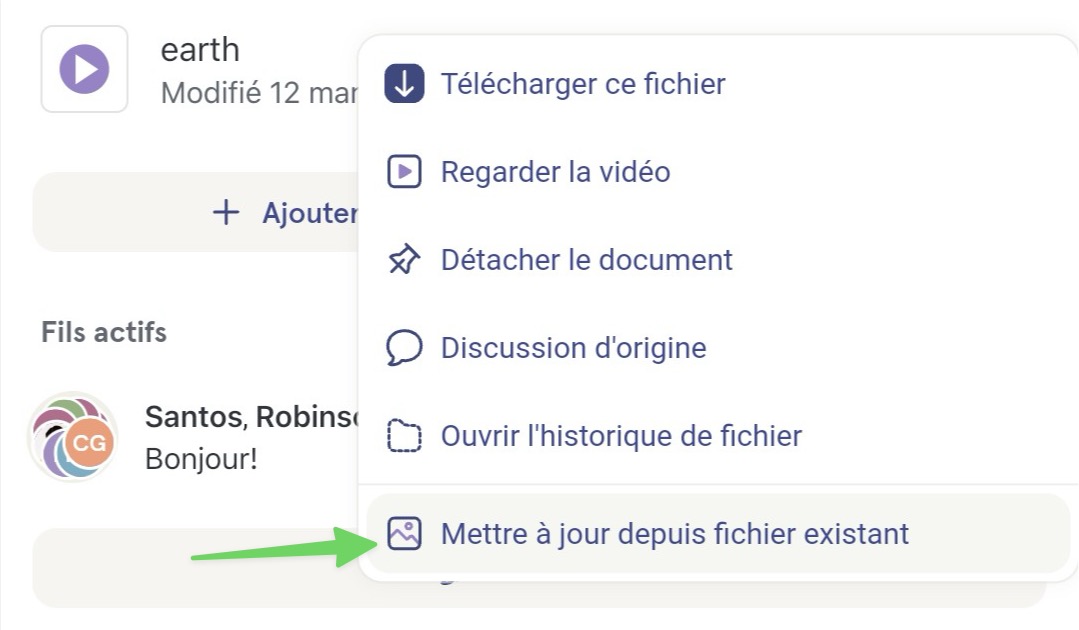 earth
Modifié 12 mar
Télécharger ce fichier
Regarder la vidéo
+ Ajouter
Détacher le document
Fils actifs
Discussion d'origine
Santos, Robinso
CG
Bonjour!
Ouvrir l'historique de fichier
Mettre à jour depuis fichier existant